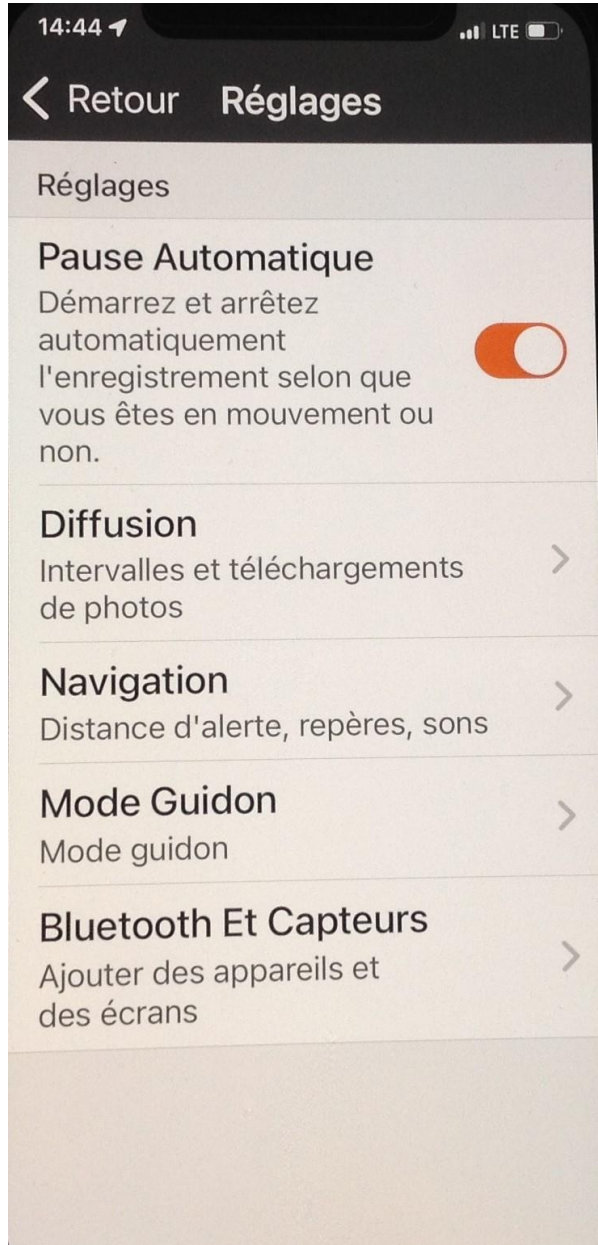 14:44
LTE
Retour Réglages
Réglages
Pause Automatique
Démarrez et arrêtez
automatiquement
l'enregistrement selon que
vous êtes en mouvement ou
non.
Diffusion
Intervalles et téléchargements
de photos
Navigation
Distance d'alerte, repères, sons
Mode Guidon
Mode guidon
Bluetooth Et Capteurs
Ajouter des appareils et
des écrans